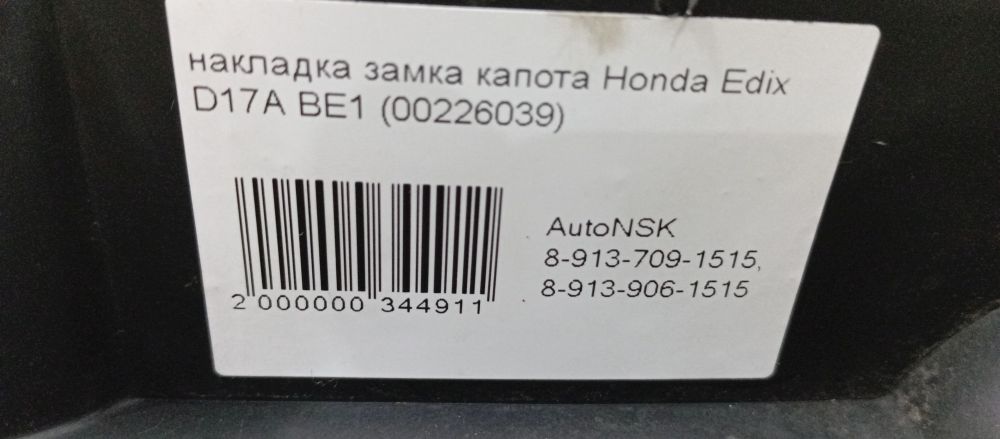 накладка замка капота Honda Edix
D17A BE1 (00226039)
AutoNSK
8-913-709-1515,
8-913-906-1515
2 000000 344911